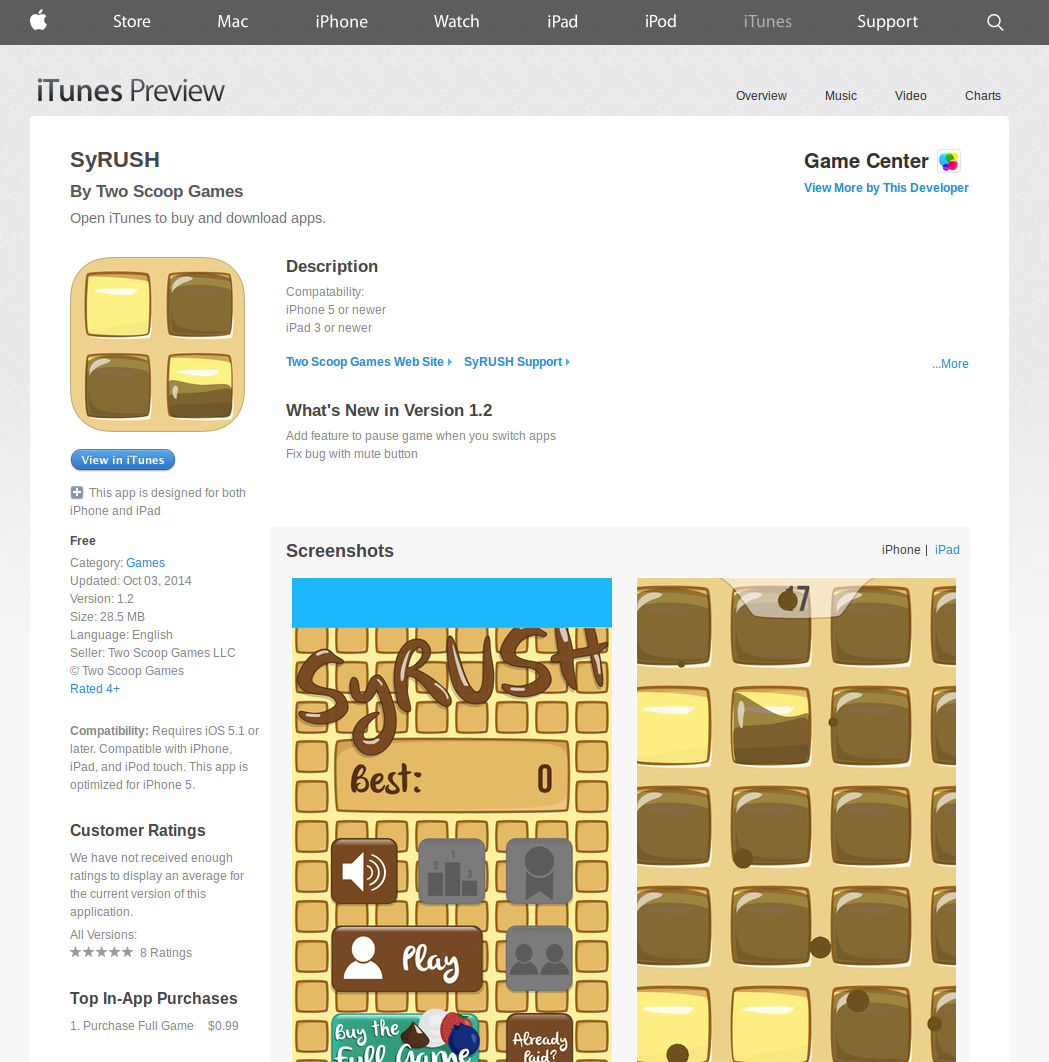 Store
Mac
iPhone
Watch
iPad
iPod
iTunes
Support
iTunes Preview
Overview
Music
Video
Charts
SyRUSH
By Two Scoop Games
Open iTunes to buy and download apps.
Game Center
View More by This Developer
Description
Compatability:
iPhone 5 or newer
iPad 3 or newer
Two Scoop Games Web Site
SyRUSH Support
...More
What's New in Version 1.2
Add feature to pause game when you switch apps
Fix bug with mute button
View in iTunes
This app is designed for both
iPhone and iPad
Free
Category: Games
Updated: Oct 03, 2014
Version: 1.2
Size: 28.5 MB
Language: English
Seller: Two Scoop Games LLC
© Two Scoop Games
Rated 4+
Compatibility: Requires iOS 5.1 or
later. Compatible with iPhone,
iPad, and iPod touch. This app is
optimized for iPhone 5.
Customer Ratings
We have not received enough
ratings to display an average for
the current version of this
application.
All Versions:
8 Ratings
Top In-App Purchases
1. Purchase Full Game $0.99
Screenshots
iPhone | iPad
SyRUSH
Best: 0
1
2
3
Play
Buy the
Full Game
Already
Paid?
17